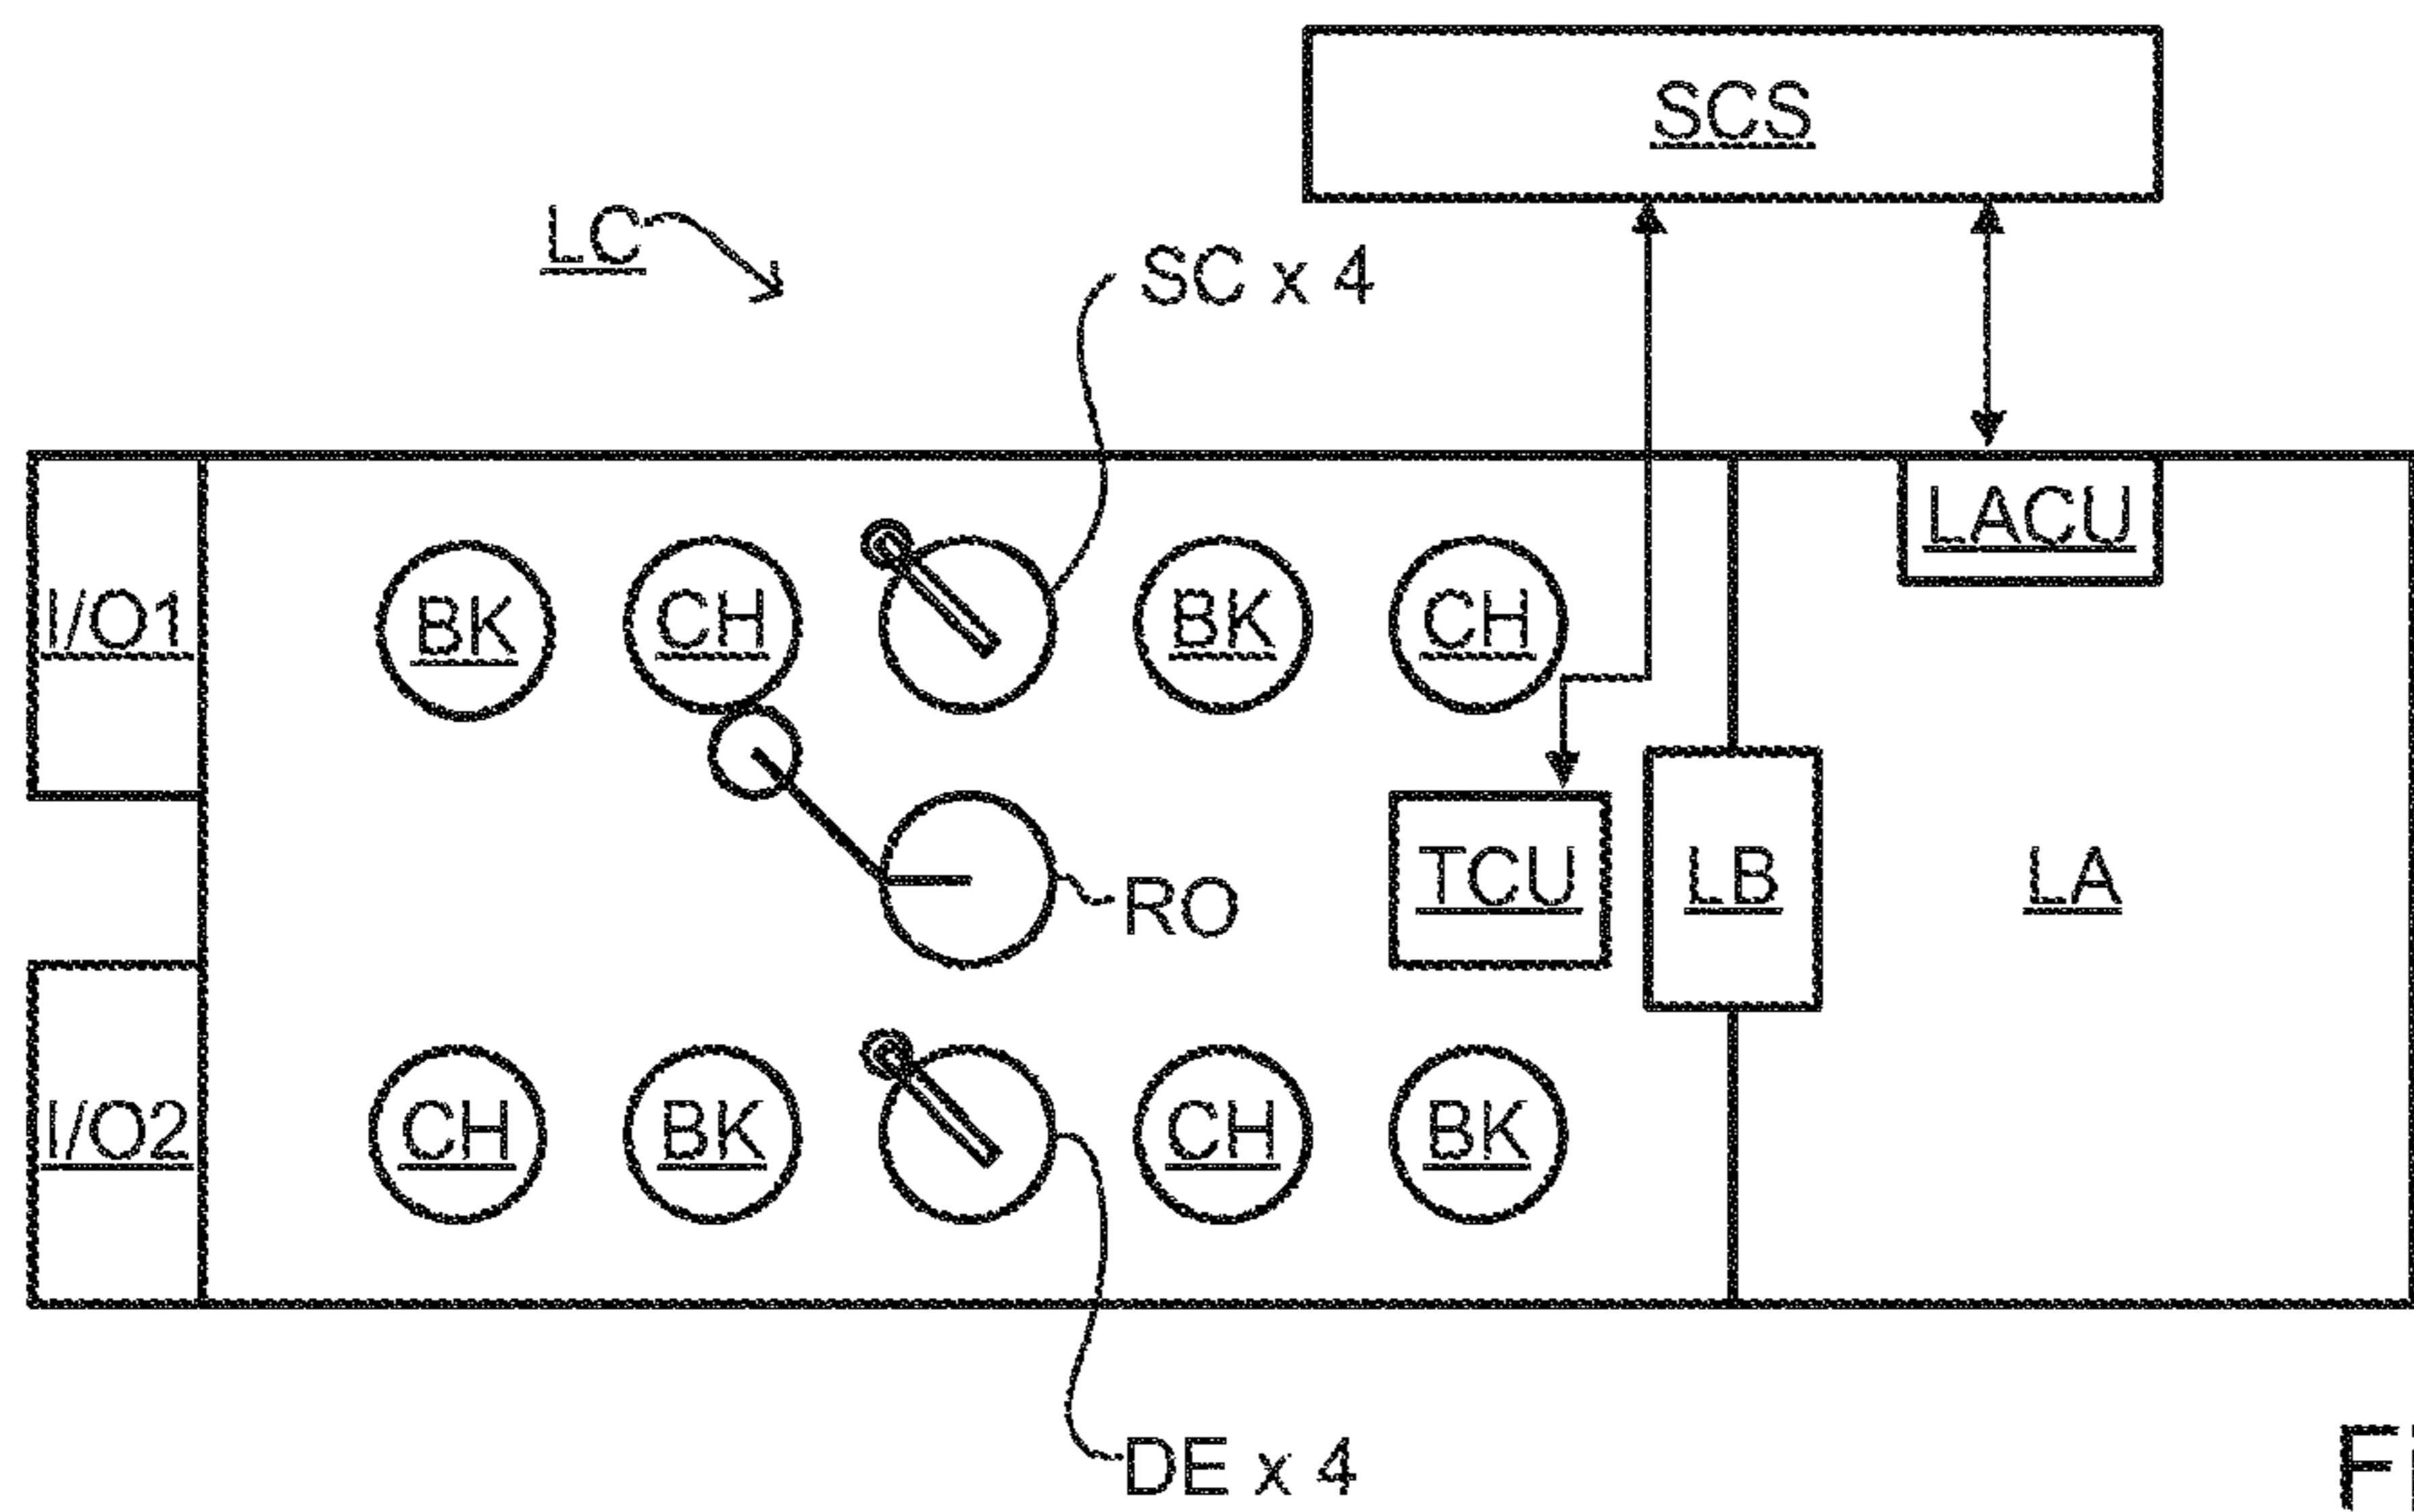 SCS
LC
SC x 4
LACU
I/O1
BK
CH
BK
CH
TCU
LB
LA
RO
I/O2
CH
BK
CH
BK
DE x 4